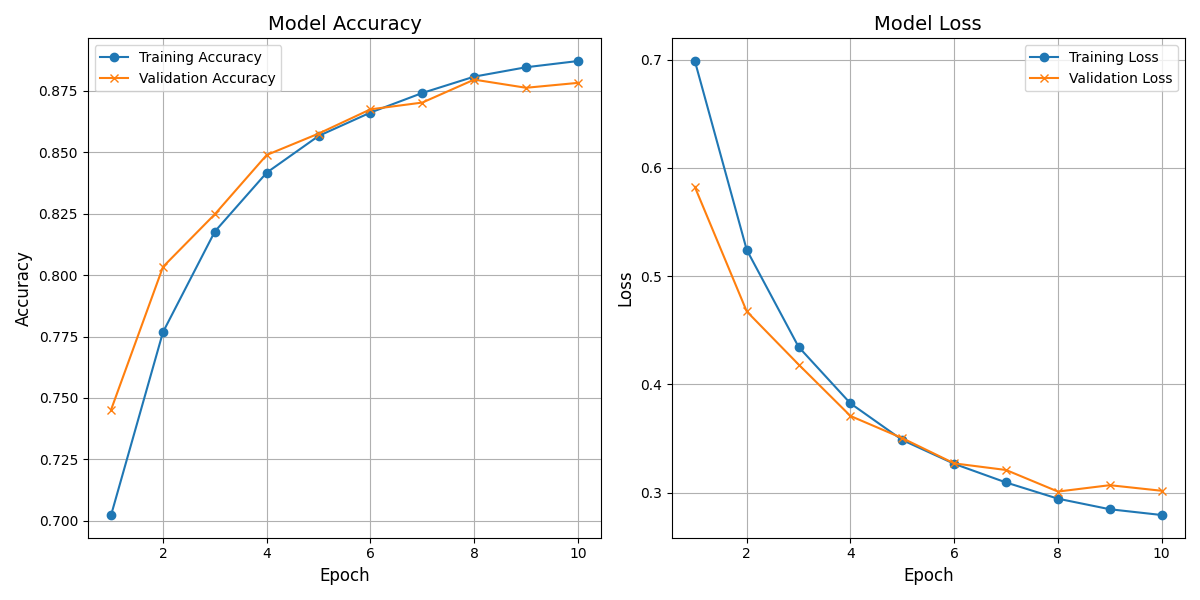 Model Accuracy
Training Accuracy
Validation Accuracy
0.875
0.850
0.825
0.800
0.775
0.750
0.725
0.700
Accuracy
2 4 6 8 10
Epoch
Model Loss
Training Loss
Validation Loss
0.7
0.6
0.5
0.4
0.3
Loss
2 4 6 8 10
Epoch